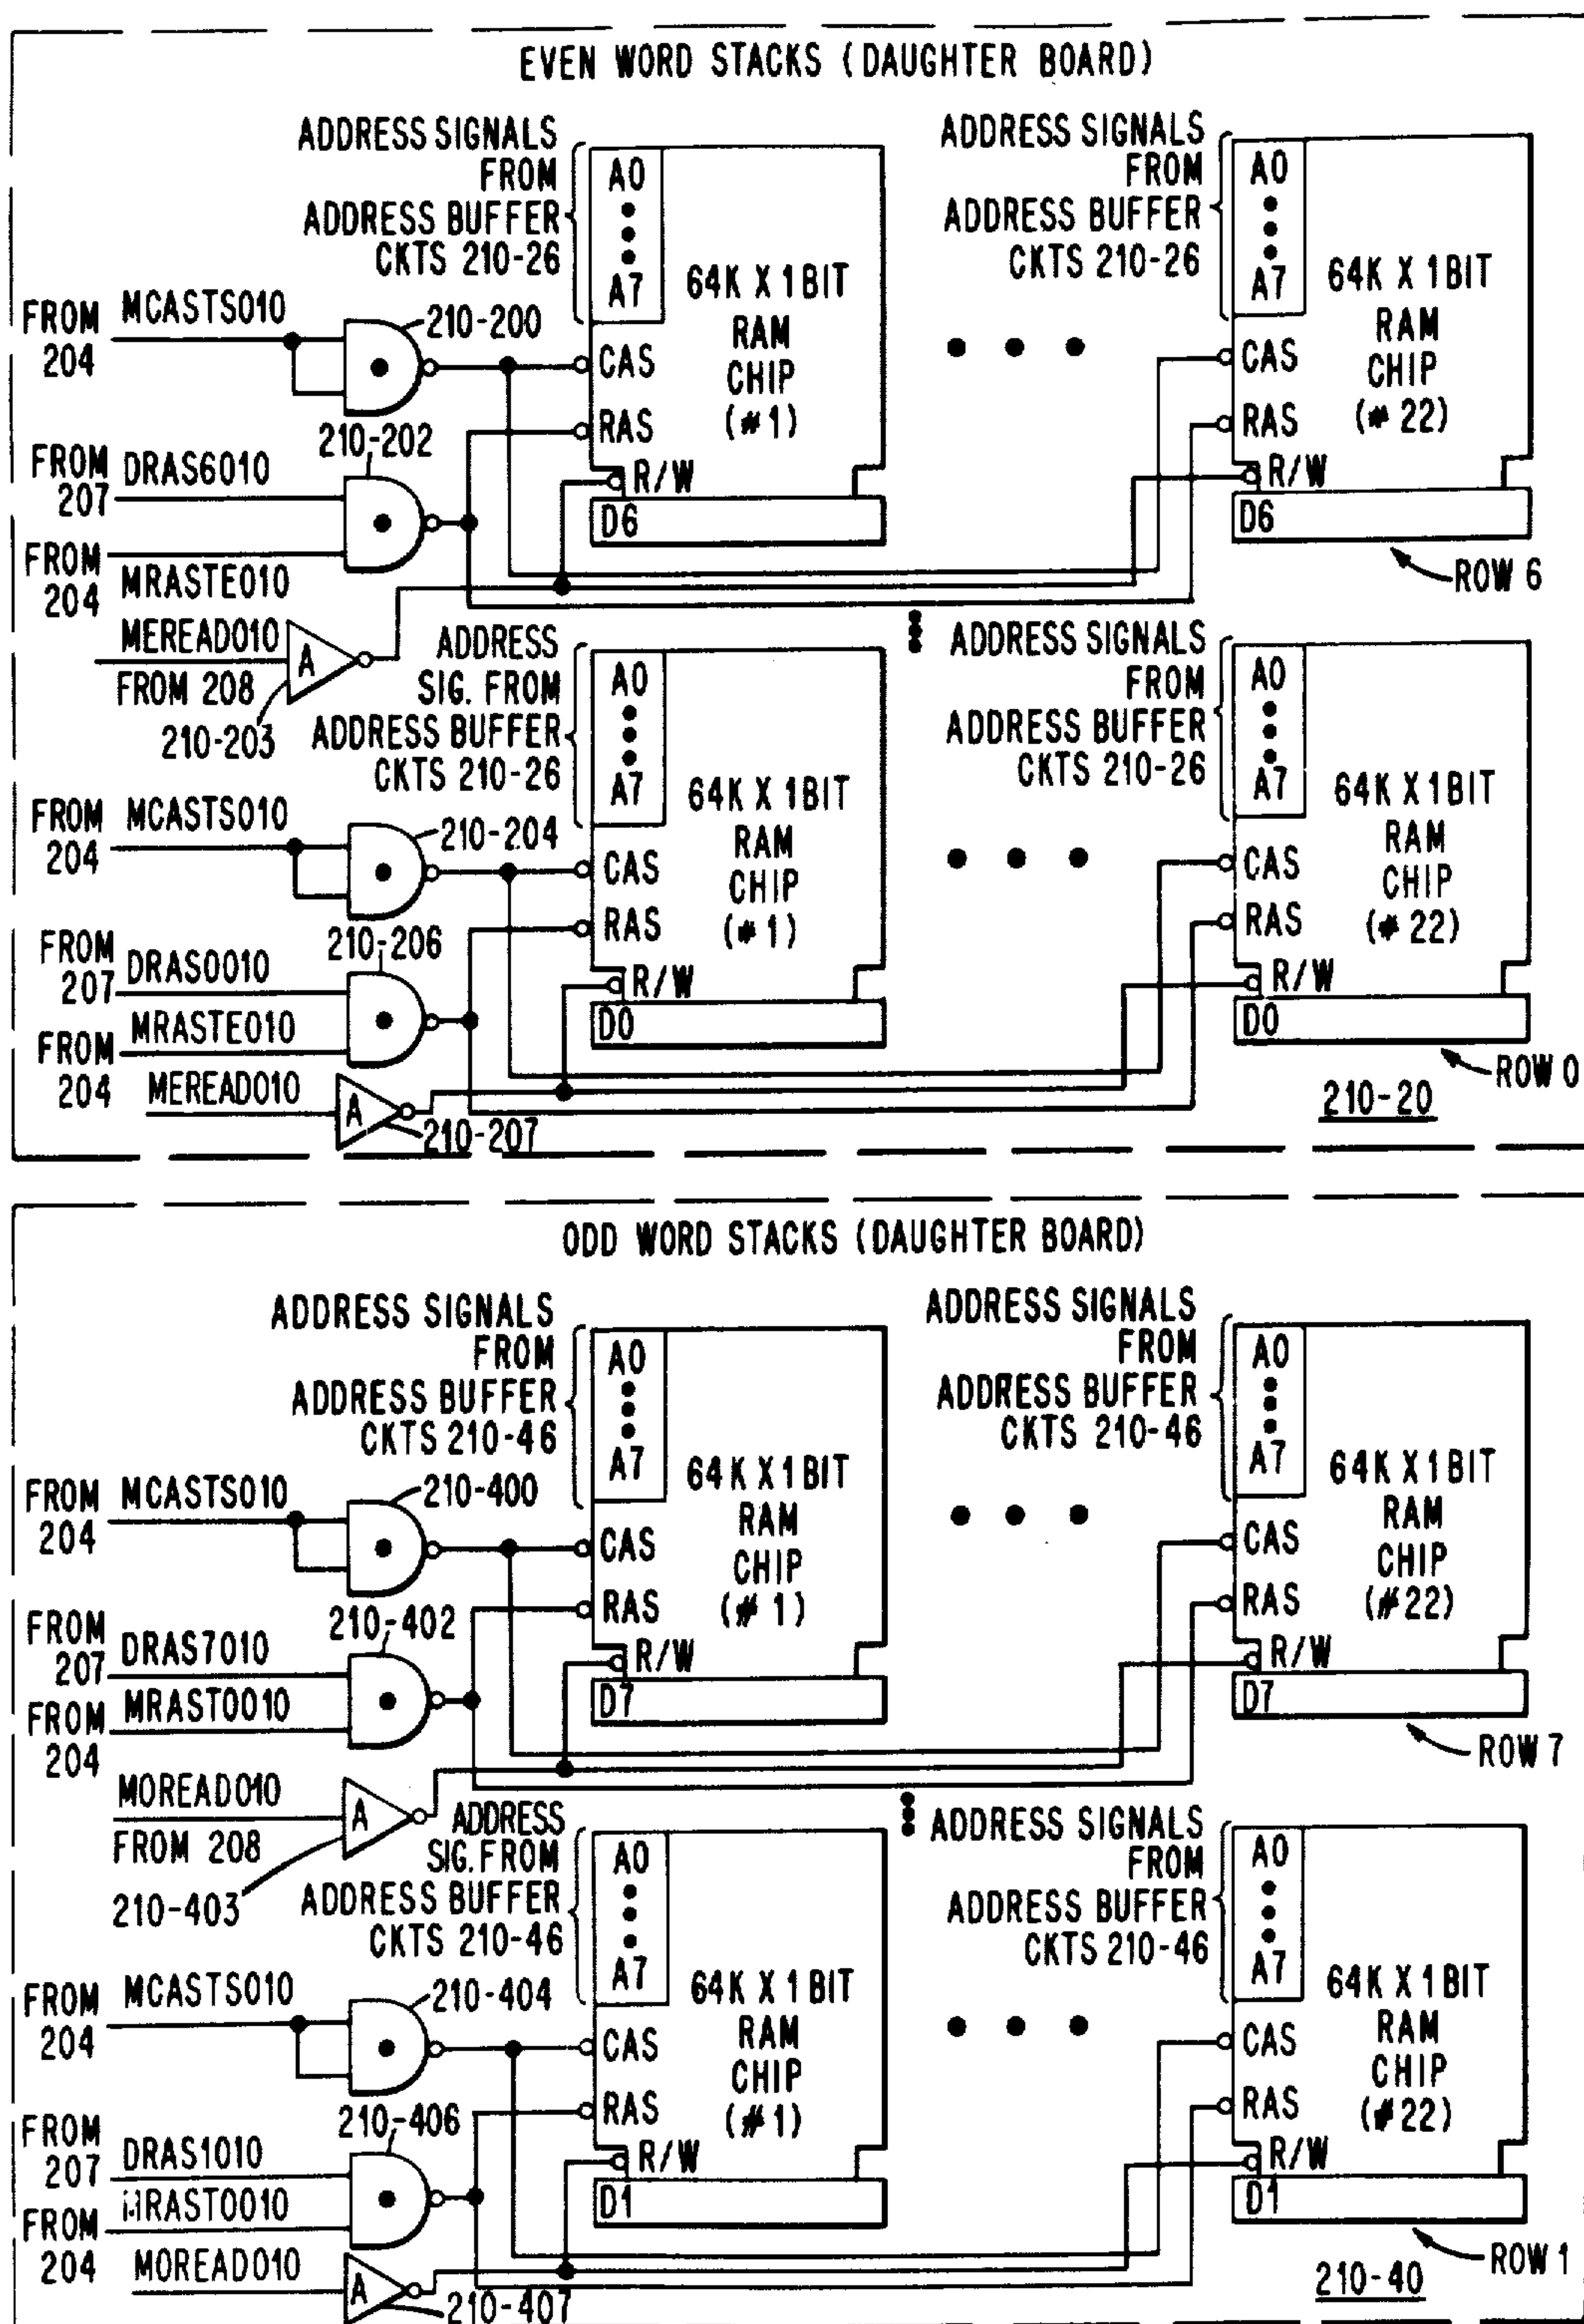 EVEN WORD STACKS (DAUGHTER BOARD)
ADDRESS SIGNALS
FROM
ADDRESS BUFFER
CKTS 210-26
A0
A7
64K X 1BIT
RAM
CHIP
(#1)
CAS
RAS
R/W
D6
ADDRESS SIGNALS
FROM
ADDRESS BUFFER
CKTS 210-26
A0
A7
64K X 1BIT
RAM
CHIP
(#22)
CAS
RAS
R/W
D6
ROW 6
FROM
204
MCASTS010
210-200
210-202
FROM
207
DRAS6010
FROM
204
MRASTE010
MEREAD010
FROM 208
A
210-203
ADDRESS
SIG. FROM
ADDRESS BUFFER
CKTS 210-26
A0
A7
64K X 1BIT
RAM
CHIP
(#1)
CAS
RAS
R/W
D0
ADDRESS SIGNALS
FROM
ADDRESS BUFFER
CKTS 210-26
A0
A7
64K X 1BIT
RAM
CHIP
(#22)
CAS
RAS
R/W
D0
ROW 0
FROM
204
MCASTS010
210-204
210-206
FROM
207
DRAS0010
MRASTE010
FROM
204
MEREAD010
A
210-207
210-20
ODD WORD STACKS (DAUGHTER BOARD)
ADDRESS SIGNALS
FROM
ADDRESS BUFFER
CKTS 210-46
A0
A7
64K X 1BIT
RAM
CHIP
(#1)
CAS
RAS
R/W
D7
ADDRESS SIGNALS
FROM
ADDRESS BUFFER
CKTS 210-46
A0
A7
64K X 1BIT
RAM
CHIP
(#22)
CAS
RAS
R/W
D7
ROW 7
FROM
204
MCASTS010
210-400
210-402
FROM
207
DRAS7010
MRASTO010
FROM
204
MOREAD010
FROM 208
A
210-403
ADDRESS
SIG. FROM
ADDRESS BUFFER
CKTS 210-46
A0
A7
64K X 1BIT
RAM
CHIP
(#1)
CAS
RAS
R/W
D1
ADDRESS SIGNALS
FROM
ADDRESS BUFFER
CKTS 210-46
A0
A7
64K X 1BIT
RAM
CHIP
(#22)
CAS
RAS
R/W
D1
ROW 1
FROM
204
MCASTS010
210-404
210-406
FROM
207
DRAS1010
MRASTO010
FROM
204
MOREAD010
A
210-407
210-40